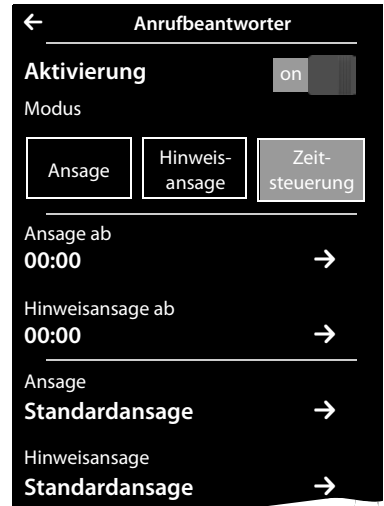 Anrufbeantworter
Aktivierung
on
Modus
Ansage
Hinweis-
ansage
Zeit-
steuerung
Ansage ab
00:00
Hinweisansage ab
00:00
Ansage
Standardansage
Hinweisansage
Standardansage